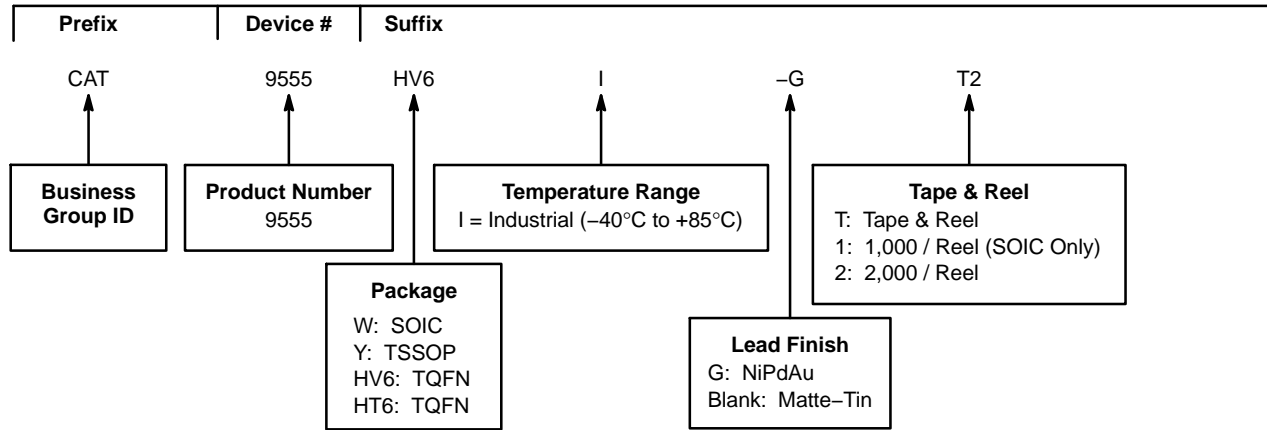 Prefix Device # Suffix
CAT 9555 HV6 I –G T2
Business
Group ID
Product Number
9555
Temperature Range
I = Industrial (–40°C to +85°C)
Tape & Reel
T: Tape & Reel
1: 1,000 / Reel (SOIC Only)
2: 2,000 / Reel
Package
W: SOIC
Y: TSSOP
HV6: TQFN
HT6: TQFN
Lead Finish
G: NiPdAu
Blank: Matte–Tin